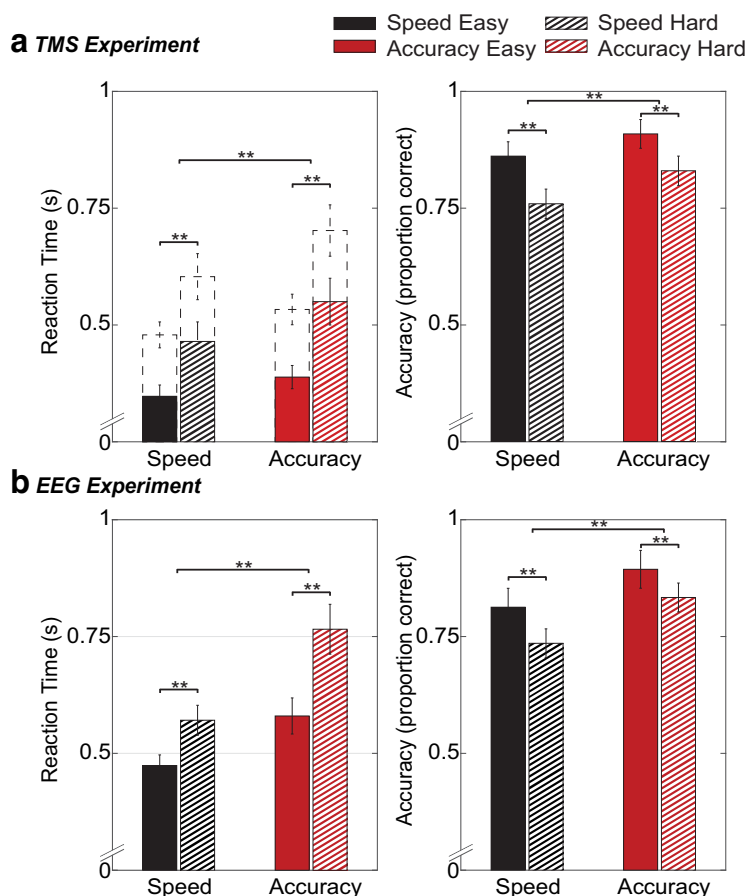 a TMS Experiment
Speed Easy Speed Hard
Accuracy Easy Accuracy Hard
1
0.75
0.5
0
Reaction Time (s)
**
**
**
Speed Accuracy
1
0.75
0.5
0
Accuracy (proportion correct)
**
**
**
Speed Accuracy
b EEG Experiment
1
0.75
0.5
0
Reaction Time (s)
**
**
**
Speed Accuracy
1
0.75
0.5
0
Accuracy (proportion correct)
**
**
**
Speed Accuracy